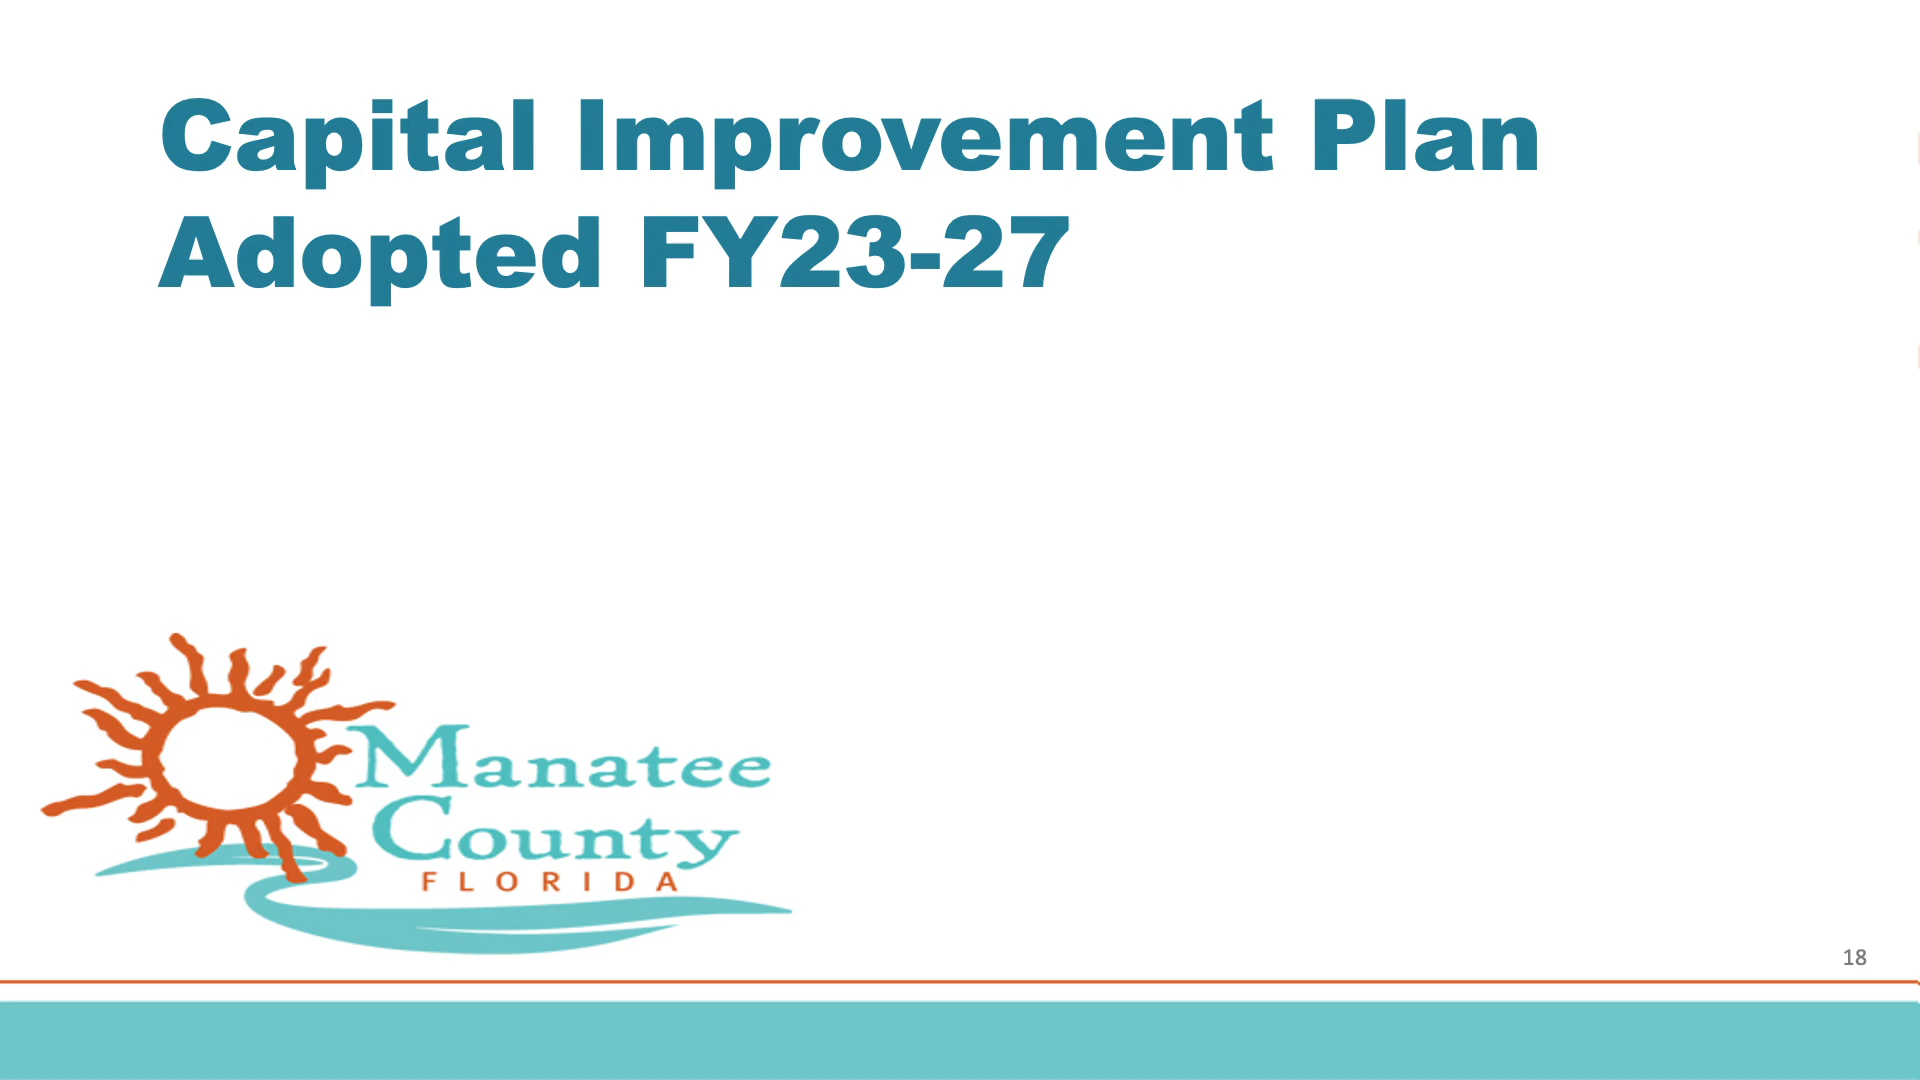 Capital Improvement Plan
Adopted FY23-27
Manatee
County
FLORIDA
18